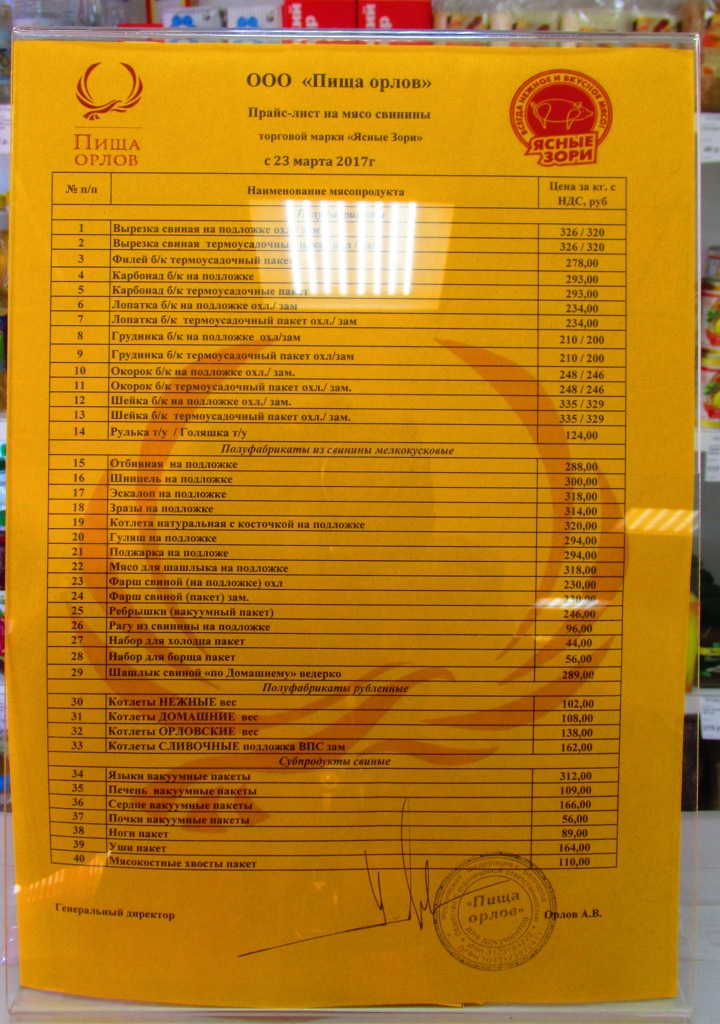 ООО «Пища орлов»
Прайс-лист на мясо свинины
торговой марки «Ясные Зори»
с 23 марта 2017г
ПИЩА
ОРЛОВ
ВСЕГДА НЕЖНОЕ И ВКУСНОЕ МЯСО!
ЯСНЫЕ
ЗОРИ
№ п/п Наименование мясопродукта Цена за кг. с НДС, руб
Полуфабрикаты
1 Вырезка свиная на подложке охл./ зам 326 / 320
2 Вырезка свиная термоусадочный пакет охл / зам 326 / 320
3 Филей б/к термоусадочный пакет 278,00
4 Карбонад б/к на подложке 293,00
5 Карбонад б/к термоусадочные пакет 293,00
6 Лопатка б/к на подложке охл./ зам 234,00
7 Лопатка б/к термоусадочный пакет охл./ зам 234,00
8 Грудинка б/к на подложке охл/зам 210 / 200
9 Грудинка б/к термоусадочный пакет охл/зам 210 / 200
10 Окорок б/к на подложке охл./ зам. 248 / 246
11 Окорок б/к термоусадочный пакет охл./ зам. 248 / 246
12 Шейка б/к на подложке охл./ зам. 335 / 329
13 Шейка б/к термоусадочный пакет охл./ зам. 335 / 329
14 Рулька т/у / Голяшка т/у 124,00
Полуфабрикаты из свинины мелкокусковые
15 Отбивная на подложке 288,00
16 Шницель на подложке 300,00
17 Эскалоп на подложке 318,00
18 Зразы на подложке 314,00
19 Котлета натуральная с косточкой на подложке 320,00
20 Гуляш на подложке 294,00
21 Поджарка на подложе 294,00
22 Мясо для шашлыка на подложке 318,00
23 Фарш свиной (на подложке) охл 230,00
24 Фарш свиной (пакет) зам. 230,00
25 Ребрышки (вакуумный пакет) 246,00
26 Рагу из свинины на подложке 96,00
27 Набор для холодца пакет 44,00
28 Набор для борща пакет 56,00
29 Шашлык свиной «по Домашнему» ведерко 289,00
Полуфабрикаты рубленные
30 Котлеты НЕЖНЫЕ вес 102,00
31 Котлеты ДОМАШНИЕ вес 108,00
32 Котлеты ОРЛОВСКИЕ вес 138,00
33 Котлеты СЛИВОЧНЫЕ подложка ВПС зам 162,00
Субпродукты свиные
34 Языки вакуумные пакеты 312,00
35 Печень вакуумные пакеты 109,00
36 Сердце вакуумные пакеты 166,00
37 Почки вакуумные пакеты 56,00
38 Ноги пакет 89,00
39 Уши пакет 164,00
40 Мясокостные хвосты пакет 110,00
Генеральный директор Орлов А.В.
«Пища
орлов»
для документов